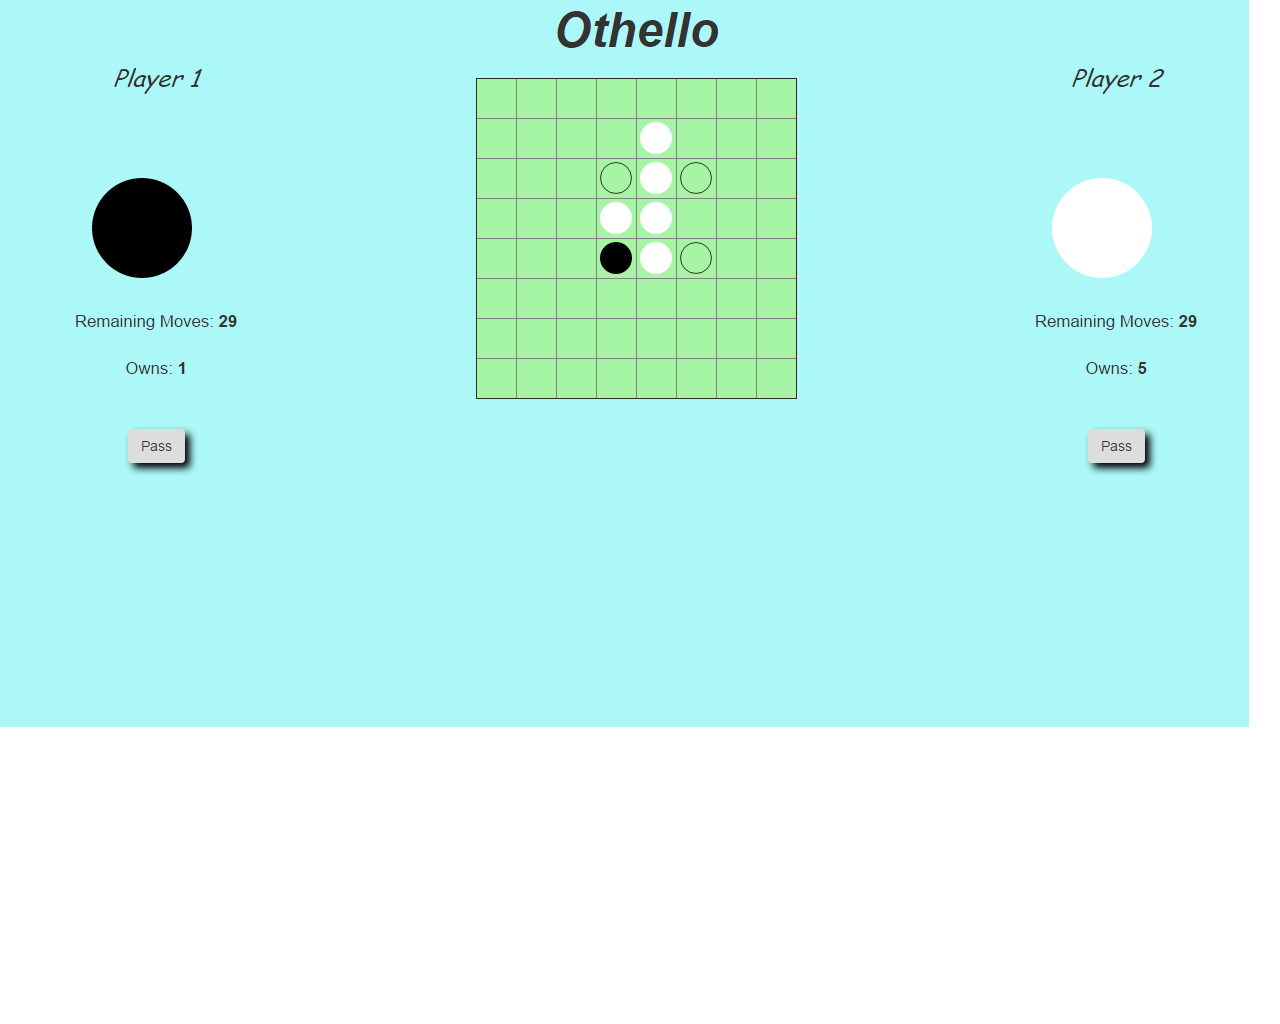 Othello
Player 1
Player 2
Remaining Moves: 29
Remaining Moves: 29
Owns: 1
Owns: 5
Pass
Pass